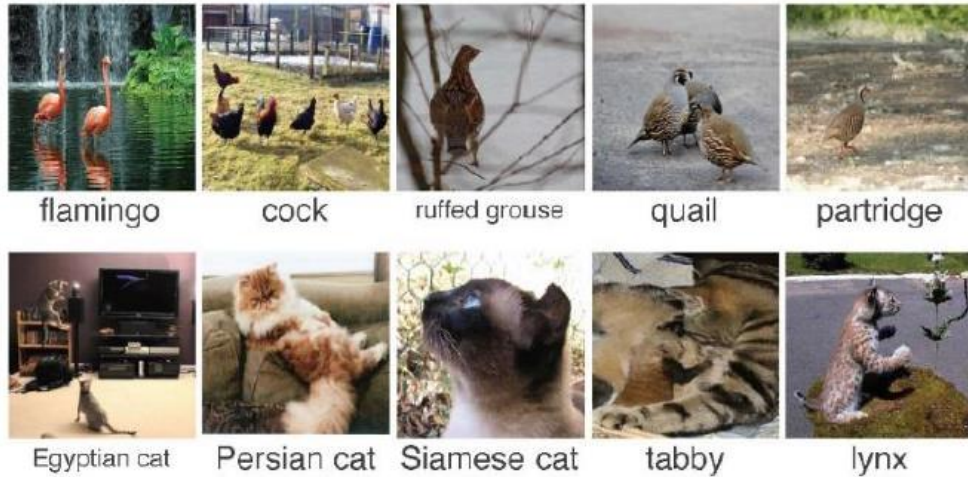 flamingo
cock
ruffed grouse
quail
partridge
Egyptian cat
Persian cat
Siamese cat
tabby
lynx